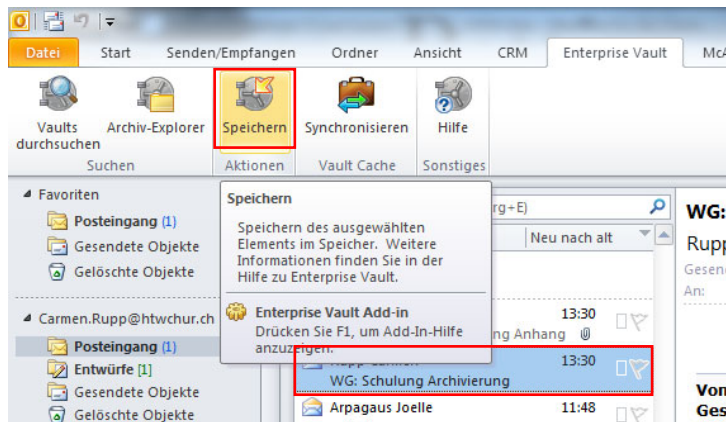 Datei Start Senden/Empfangen Ordner Ansicht CRM Enterprise Vault McA
Vaults durchsuchen
Archiv-Explorer
Speichern
Synchronisieren
Hilfe
Suchen Aktionen Vault Cache Sonstiges
Favoriten
Posteingang (1)
Gesendete Objekte
Gelöschte Objekte
Carmen.Rupp@htwchur.ch
Posteingang (1)
Entwürfe [1]
Gesendete Objekte
Gelöschte Objekte
Speichern
Speichern des ausgewählten
Elements im Speicher. Weitere
Informationen finden Sie in der
Hilfe zu Enterprise Vault.
Enterprise Vault Add-in
Drücken Sie F1, um Add-In-Hilfe
anzuzeigen.
rg+E)
Neu nach alt
13:30
ng Anhang
13:30
WG: Schulung Archivierung
Arpagaus Joelle 11:48
WG:
Rupp
Gesen
An:
Von
Ges